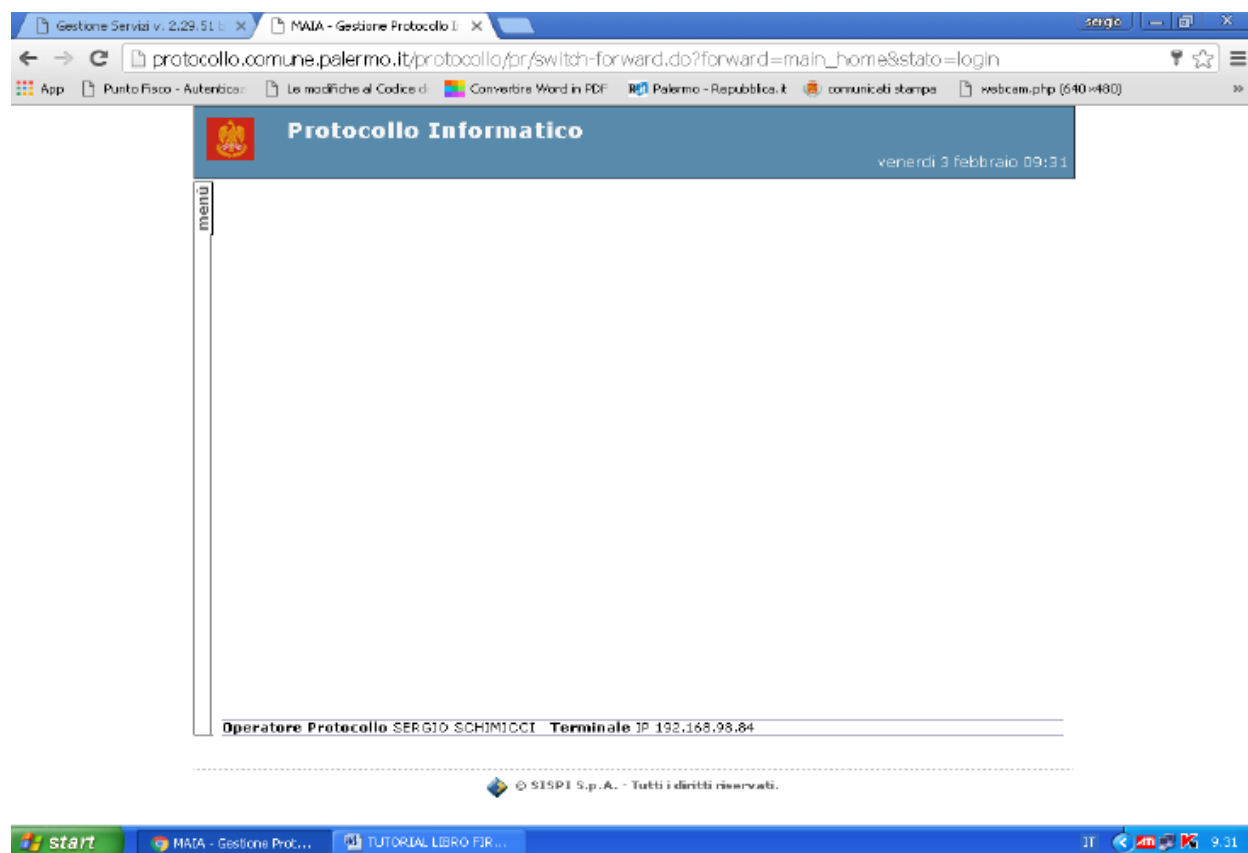 Gestione Servizi v. 2.29.51 b
MAIA - Gestione Protocollo In
sergio
protocollo.comune.palermo.it/protocollo/pr/switch-forward.do?forward=main_home&stato=login
App Punto Fisco - Autenticaz Le modifiche al Codice d Convertire Word in PDF Palermo - Repubblica.it comunicati stampa webcam.php (640×480) »
Protocollo Informatico
venerdì 3 febbraio 09:31
menù
Operatore Protocollo SERGIO SCHIMICCI Terminale IP 192.168.98.84
© SISPI S.p.A. - Tutti i diritti riservati.
start MAIA - Gestione Prot... TUTORIAL LIBRO FIR... IT 9.31